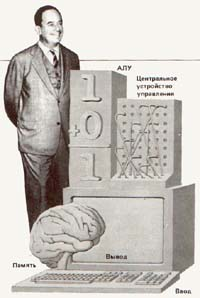 АЛУ
Центральное
устройство
управления
1
+0
1
Вывод
Память
Ввод